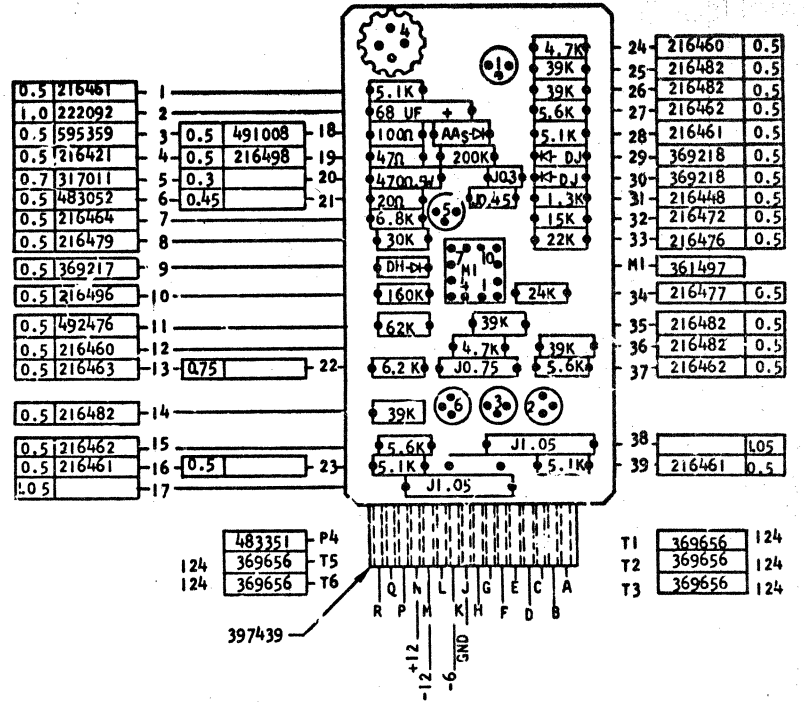 0.5 216461 1
1.0 222092 2
0.5 595359 3
0.5 216421 4
0.7 317011 5
0.5 483052 6
0.5 216464 7
0.5 216479 8
0.5 369217 9
0.5 216496 10
0.5 492476 11
0.5 216460 12
0.5 216463 13
0.5 216482 14
0.5 216462 15
0.5 216461 16
1.05 17
0.5 491008 18
0.5 216498 19
0.3 20
0.45 21
0.75 22
0.5 23
4
1
5.1K
68 UF +
100Ω AAS
47Ω 200K
470Ω.5W J0.3
20Ω 5 J0.45
6.8K
30K
DH
160K
7 10
M1
4 1
24K
62K 39K
4.7K 39K
6.2K J0.75 5.6K
39K 6 3 2
5.6K J1.05
5.1K 5.1K
J1.05
4.7K
39K
39K
5.6K
5.1K
DJ
DJ
1.3K
15K
22K
24 216460 0.5
25 216482 0.5
26 216482 0.5
27 216462 0.5
28 216461 0.5
29 369218 0.5
30 369218 0.5
31 216448 0.5
32 216472 0.5
33 216476 0.5
M1 361497
34 216477 0.5
35 216482 0.5
36 216482 0.5
37 216462 0.5
38 1.05
39 216461 0.5
483351 P4
124 369656 T5
124 369656 T6
T1 369656 124
T2 369656 124
T3 369656 124
R Q P N M L K J H G F E D C B A
397439
+12
-12
-6
GND